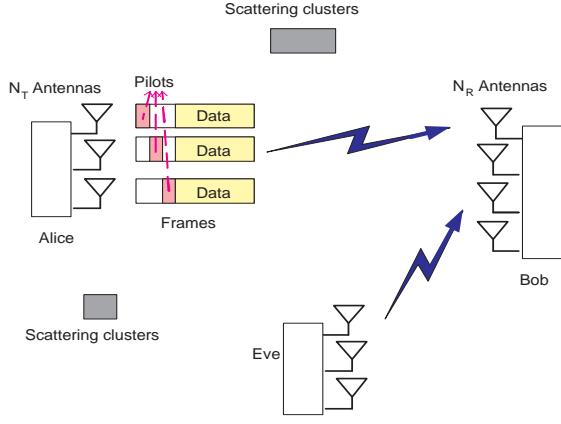 Scattering clusters
N_T Antennas
Pilots
N_R Antennas
Data
Data
Data
Frames
Alice
Bob
Scattering clusters
Eve